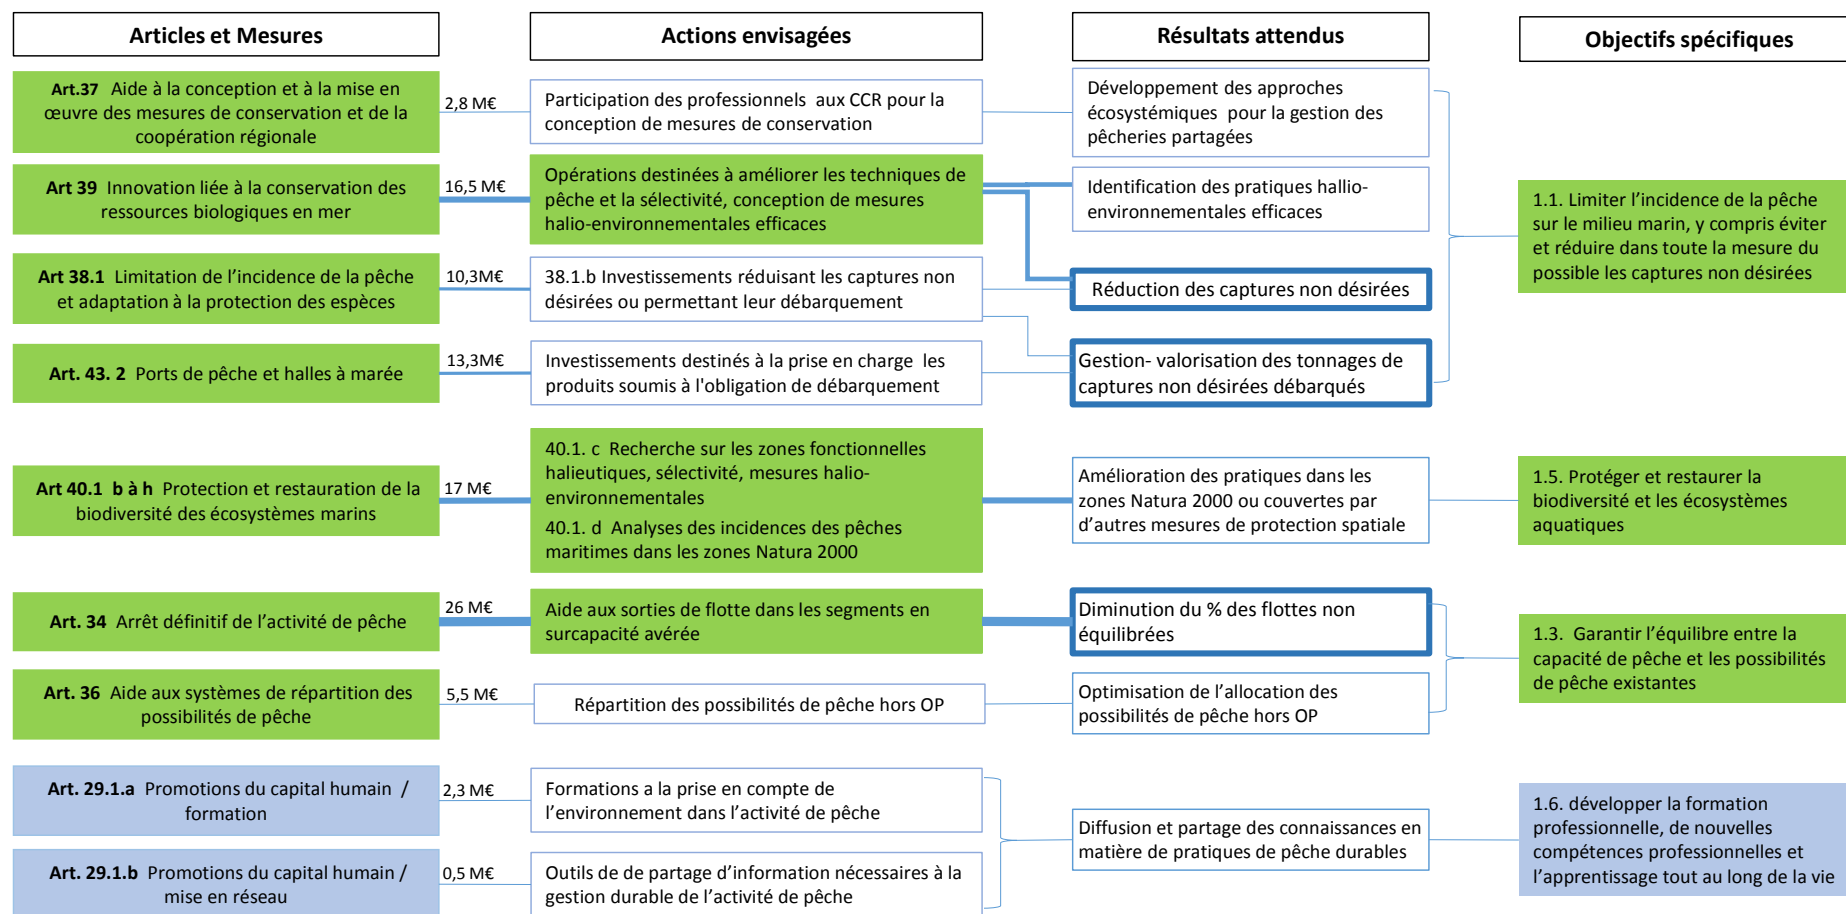 Articles et Mesures
Actions envisagées
Résultats attendus
Objectifs spécifiques
Art.37 Aide à la conception et à la mise en
œuvre des mesures de conservation et de la
coopération régionale
2,8 M€
Participation des professionnels aux CCR pour la
conception de mesures de conservation
Développement des approches
écosystémiques pour la gestion des
pêcheries partagées
Art 39 Innovation liée à la conservation des
ressources biologiques en mer
16,5 M€
Opérations destinées à améliorer les techniques de
pêche et la sélectivité, conception de mesures
halio-environnementales efficaces
Identification des pratiques hallio-
environnementales efficaces
1.1. Limiter l’incidence de la pêche
sur le milieu marin, y compris éviter
et réduire dans toute la mesure du
possible les captures non désirées
Art 38.1 Limitation de l’incidence de la pêche
et adaptation à la protection des espèces
10,3M€
38.1.b Investissements réduisant les captures non
désirées ou permettant leur débarquement
Réduction des captures non désirées
Art. 43. 2 Ports de pêche et halles à marée
13,3M€
Investissements destinés à la prise en charge les
produits soumis à l'obligation de débarquement
Gestion- valorisation des tonnages de
captures non désirées débarqués
Art 40.1 b à h Protection et restauration de la
biodiversité des écosystèmes marins
17 M€
40.1. c Recherche sur les zones fonctionnelles
halieutiques, sélectivité, mesures halio-
environnementales
40.1. d Analyses des incidences des pêches
maritimes dans les zones Natura 2000
Amélioration des pratiques dans les
zones Natura 2000 ou couvertes par
d’autres mesures de protection spatiale
1.5. Protéger et restaurer la
biodiversité et les écosystèmes
aquatiques
Art. 34 Arrêt définitif de l’activité de pêche
26 M€
Aide aux sorties de flotte dans les segments en
surcapacité avérée
Diminution du % des flottes non
équilibrées
1.3. Garantir l’équilibre entre la
capacité de pêche et les possibilités
de pêche existantes
Art. 36 Aide aux systèmes de répartition des
possibilités de pêche
5,5 M€
Répartition des possibilités de pêche hors OP
Optimisation de l’allocation des
possibilités de pêche hors OP
Art. 29.1.a Promotions du capital humain /
formation
2,3 M€
Formations a la prise en compte de
l’environnement dans l’activité de pêche
Diffusion et partage des connaissances en
matière de pratiques de pêche durables
1.6. développer la formation
professionnelle, de nouvelles
compétences professionnelles et
l’apprentissage tout au long de la vie
Art. 29.1.b Promotions du capital humain /
mise en réseau
0,5 M€
Outils de de partage d’information nécessaires à la
gestion durable de l’activité de pêche